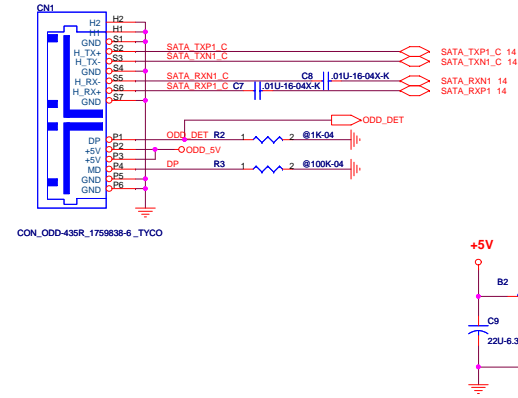 CN1
H2 H2
H1 H1
GND S1
H_TX+ S2 SATA_TXP1_C SATA_TXP1_C 14
H_TX- S3 SATA_TXN1_C SATA_TXN1_C 14
GND S4
H_RX- S5 SATA_RXN1_C C8 .01U-16-04X-K SATA_RXN1 14
H_RX+ S6 SATA_RXP1_C C7 .01U-16-04X-K SATA_RXP1 14
GND S7
ODD_DET
DP P1 ODD_DET R2 1 2 @1K-04
+5V P2 ODD_5V
+5V P3
MD P4 DP R3 1 2 @100K-04
GND P5
GND P6
CON_ODD-435R_1759838-6 _TYCO
+5V
B2
C9
22U-6.3